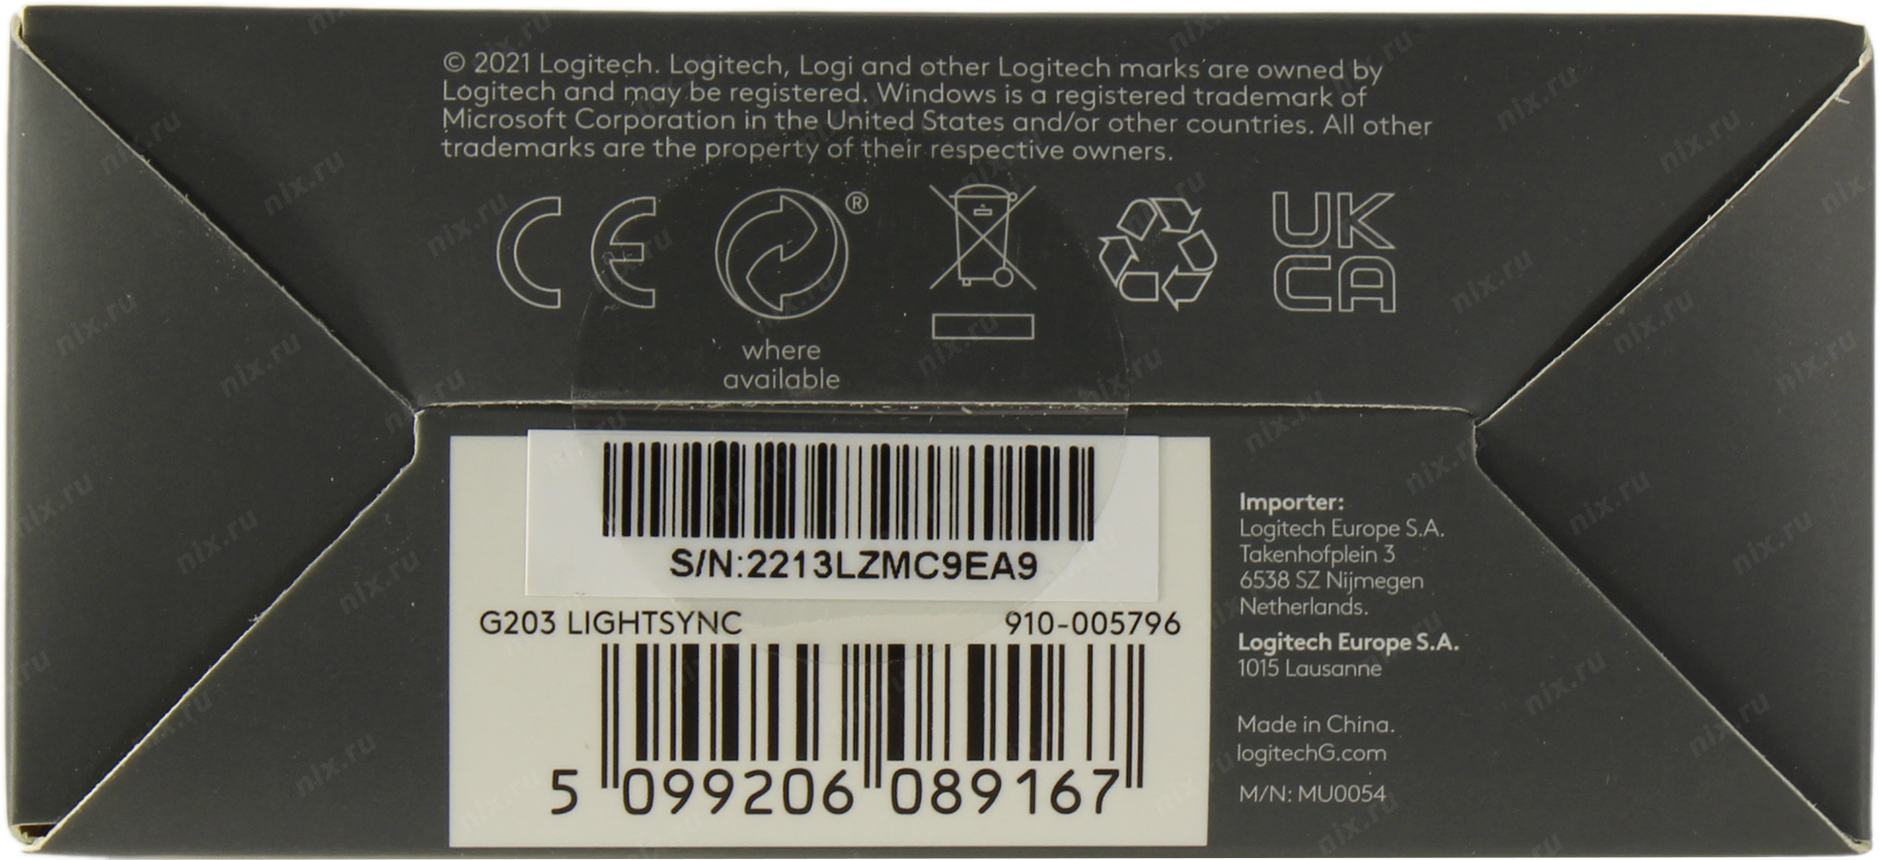 © 2021 Logitech. Logitech, Logi and other Logitech marks are owned by
Logitech and may be registered. Windows is a registered trademark of
Microsoft Corporation in the United States and/or other countries. All other
trademarks are the property of their respective owners.
CE
®
UK
CA
where
available
S/N:2213LZMC9EA9
G203 LIGHTSYNC 910-005796
5 099206 089167
Importer:
Logitech Europe S.A.
Takenhofplein 3
6538 SZ Nijmegen
Netherlands.
Logitech Europe S.A.
1015 Lausanne
Made in China.
logitechG.com
M/N: MU0054
nix.ru